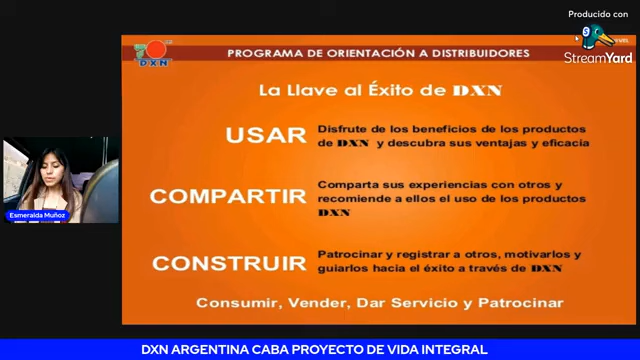 Producido con
StreamYard
DXN
PROGRAMA DE ORIENTACIÓN A DISTRIBUIDORES
La Llave al Éxito de DXN
USAR
Disfrute de los beneficios de los productos
de DXN y descubra sus ventajas y eficacia
COMPARTIR
Comparta sus experiencias con otros y
recomiende a ellos el uso de los productos
DXN
CONSTRUIR
Patrocinar y registrar a otros, motivarlos y
guiarlos hacia el éxito a través de DXN
Consumir, Vender, Dar Servicio y Patrocinar
Esmeralda Muñoz
DXN ARGENTINA CABA PROYECTO DE VIDA INTEGRAL